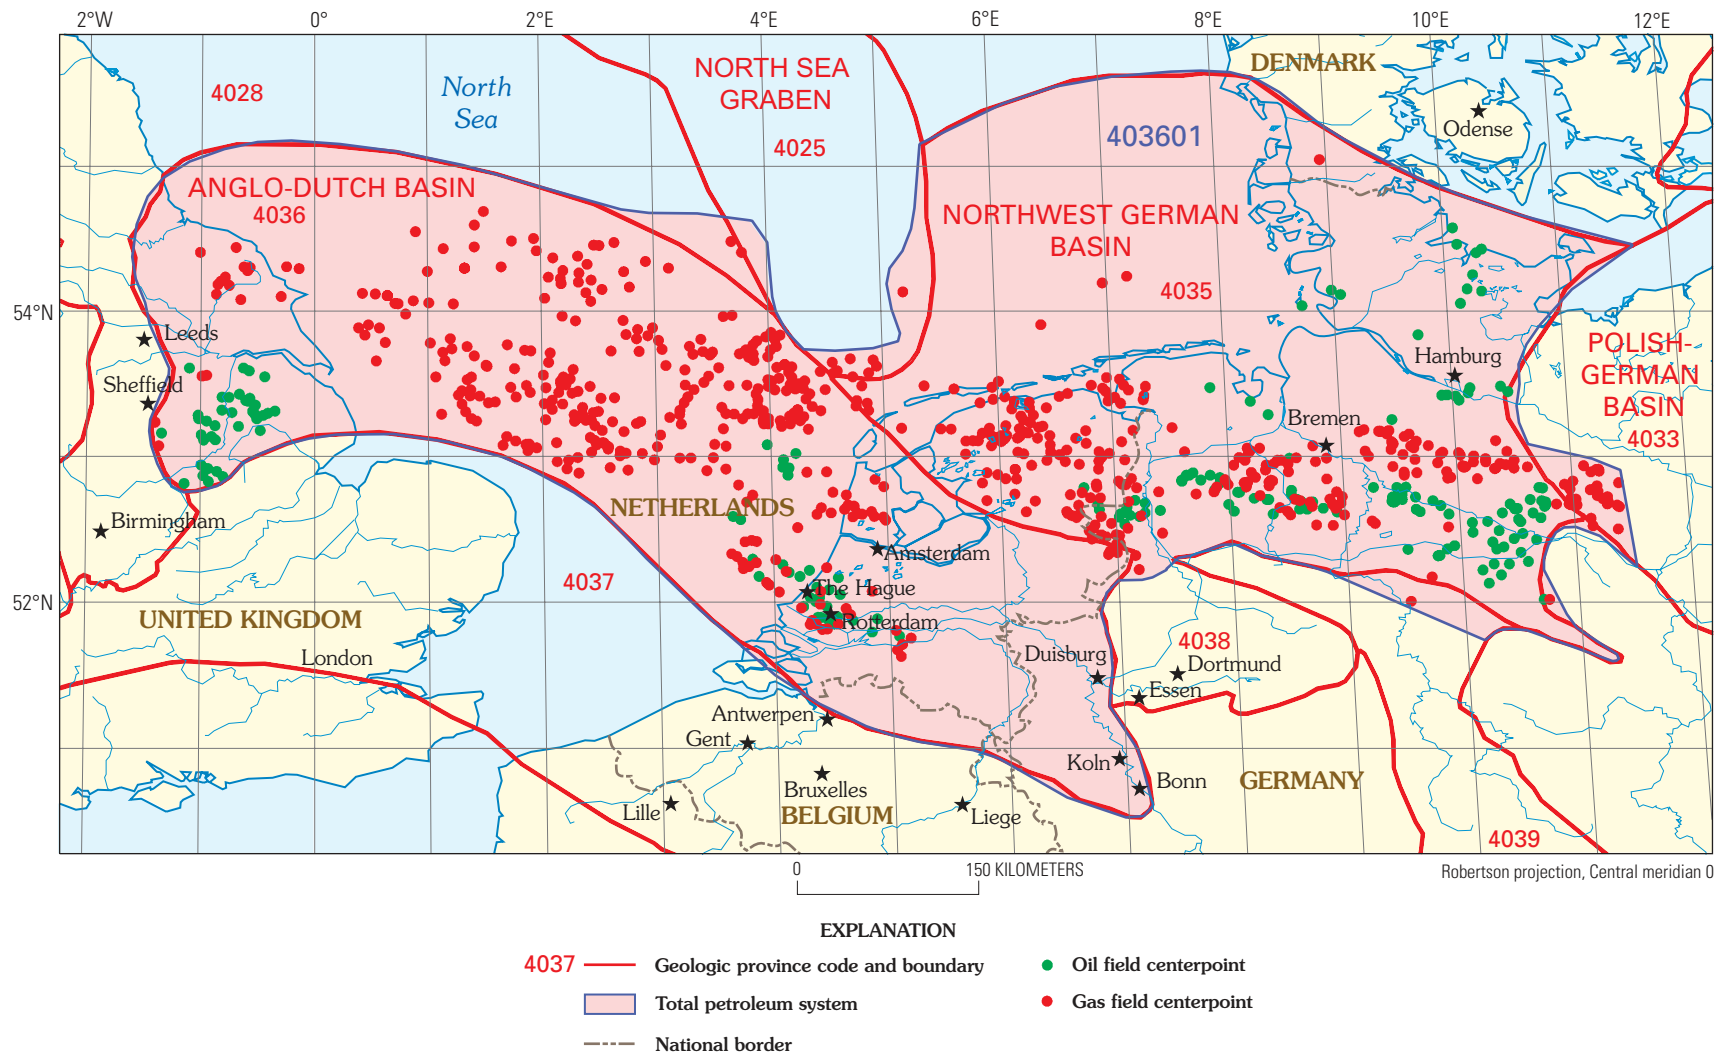 2°W 0° 2°E 4°E 6°E 8°E 10°E 12°E
54°N
52°N
4028
North
Sea
NORTH SEA
GRABEN
4025
DENMARK
Odense
403601
ANGLO-DUTCH BASIN
4036
NORTHWEST GERMAN
BASIN
4035
Leeds
Sheffield
Hamburg
POLISH-
GERMAN
BASIN
4033
Bremen
Birmingham
NETHERLANDS
Amsterdam
4037
The Hague
Rotterdam
UNITED KINGDOM
London
4038
Duisburg
Dortmund
Essen
Antwerpen
Gent
Koln
Bonn
GERMANY
Bruxelles
BELGIUM
Lille
Liege
4039
0 150 KILOMETERS
Robertson projection, Central meridian 0
EXPLANATION
4037 Geologic province code and boundary
Total petroleum system
National border
Oil field centerpoint
Gas field centerpoint